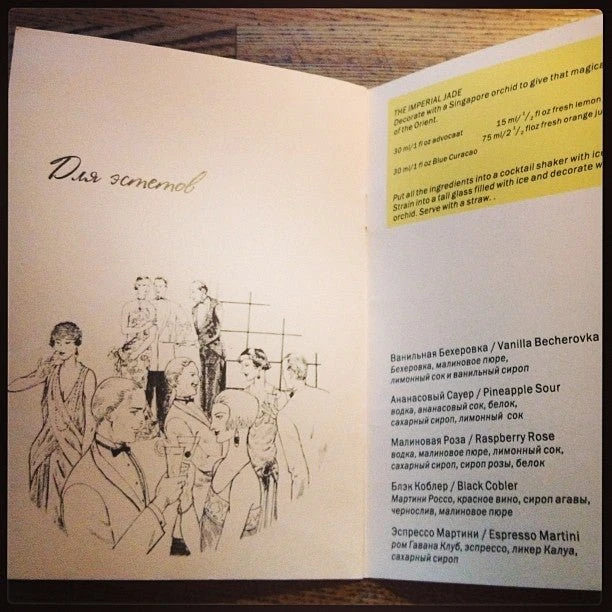 Для эстетов
THE IMPERIAL JADE
Decorate with a Singapore orchid to give that magica
of the Orient.
30 ml/1 fl oz advocaat 15 ml/ 1/2 fl oz fresh lemon
75 ml/2 1/2 floz fresh orange ju
30 ml/1 fl oz Blue Curacao
Put all the ingredients into a cocktail shaker with ice
Strain into a tall glass filled with ice and decorate w
orchid. Serve with a straw. .
Ванильная Бехеровка / Vanilla Becherovka
Бехеровка, малиновое пюре,
лимонный сок и ванильный сироп
Ананасовый Сауер / Pineapple Sour
водка, ананасовый сок, белок,
сахарный сироп, лимонный сок
Малиновая Роза / Raspberry Rose
водка, малиновое пюре, лимонный сок,
сахарный сироп, сироп розы, белок
Блэк Коблер / Black Cobler
Мартини Россо, красное вино, сироп агавы,
чернослив, малиновое пюре
Эспрессо Мартини / Espresso Martini
ром Гавана Клуб, эспрессо, ликер Калуа,
сахарный сироп